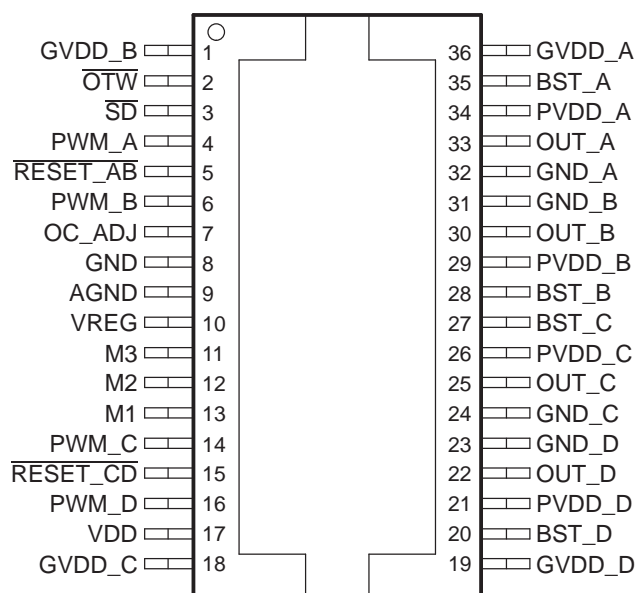 GVDD_B 1 36 GVDD_A
OTW 2 35 BST_A
SD 3 34 PVDD_A
PWM_A 4 33 OUT_A
RESET_AB 5 32 GND_A
PWM_B 6 31 GND_B
OC_ADJ 7 30 OUT_B
GND 8 29 PVDD_B
AGND 9 28 BST_B
VREG 10 27 BST_C
M3 11 26 PVDD_C
M2 12 25 OUT_C
M1 13 24 GND_C
PWM_C 14 23 GND_D
RESET_CD 15 22 OUT_D
PWM_D 16 21 PVDD_D
VDD 17 20 BST_D
GVDD_C 18 19 GVDD_D